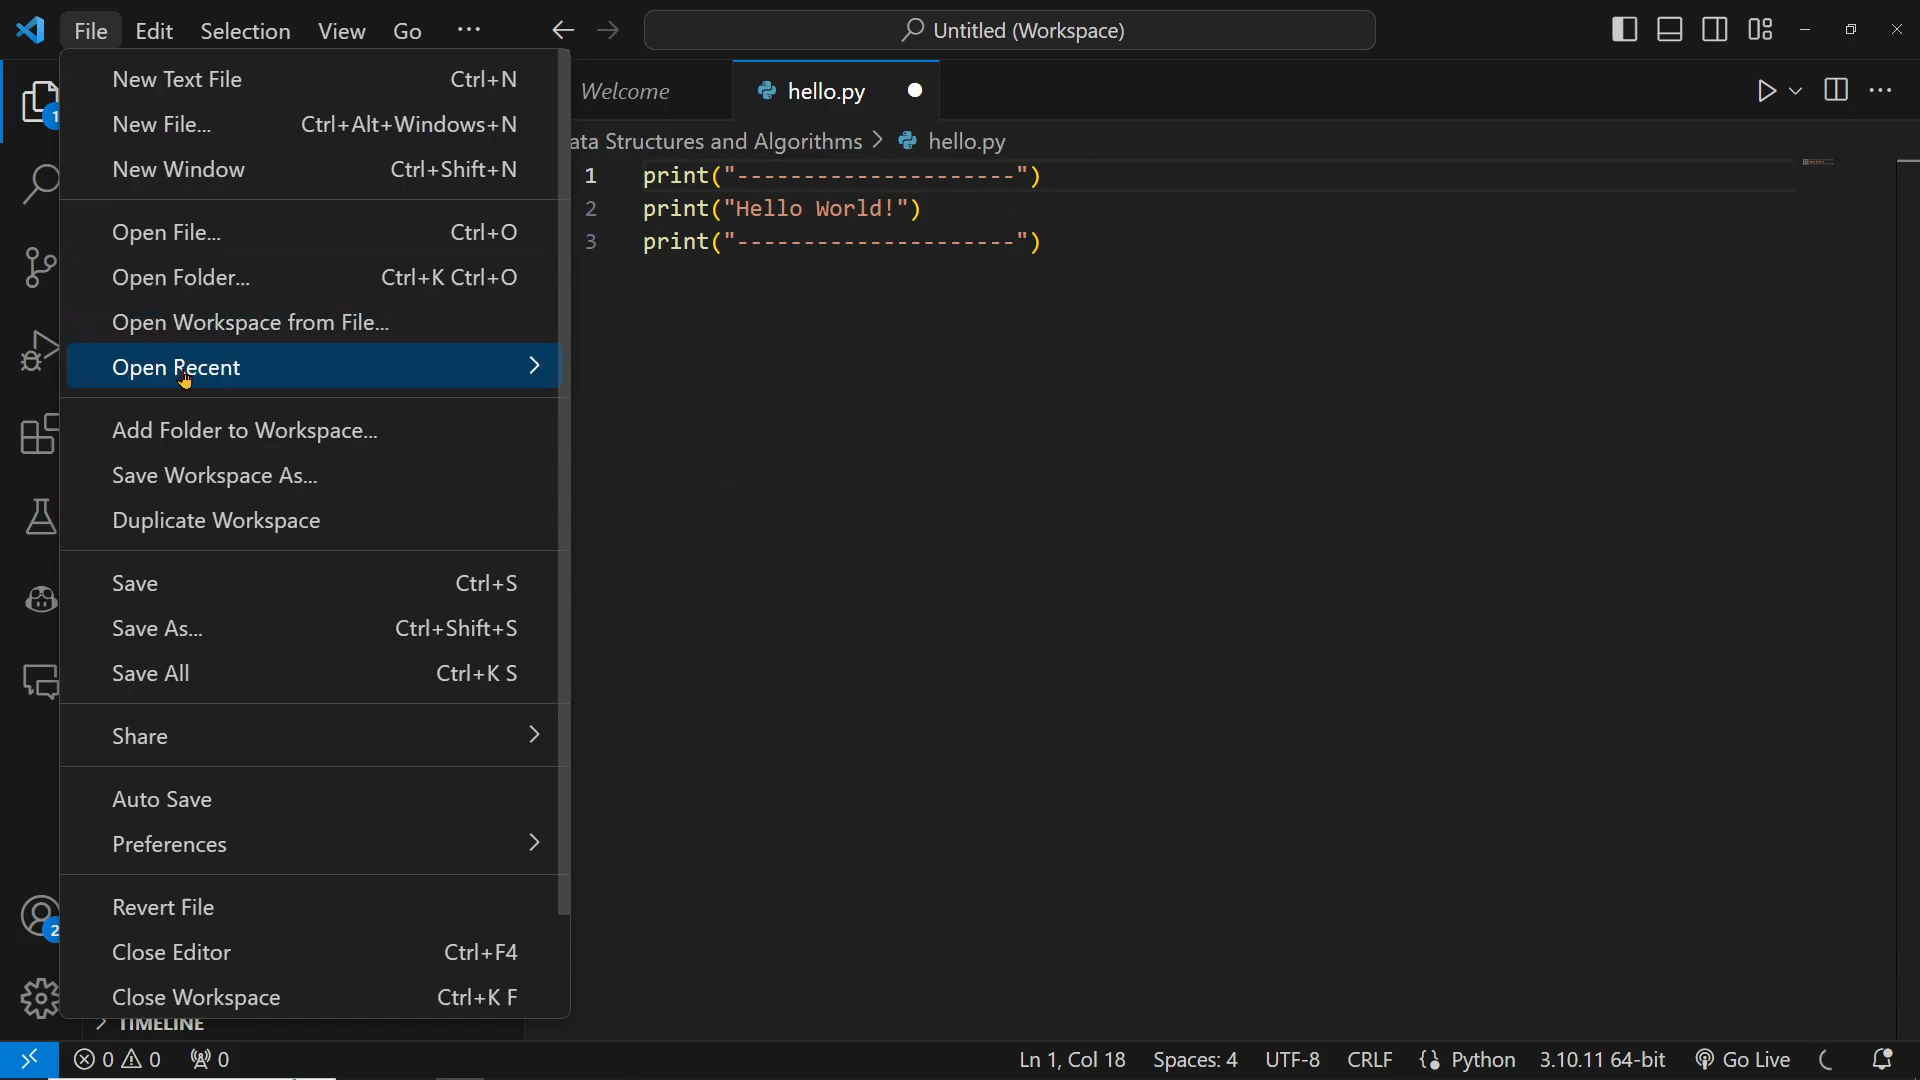 File Edit Selection View Go ··· Untitled (Workspace)
New Text File Ctrl+N
New File... Ctrl+Alt+Windows+N
New Window Ctrl+Shift+N
Open File... Ctrl+O
Open Folder... Ctrl+K Ctrl+O
Open Workspace from File...
Open Recent
Add Folder to Workspace...
Save Workspace As...
Duplicate Workspace
Save Ctrl+S
Save As... Ctrl+Shift+S
Save All Ctrl+K S
Share
Auto Save
Preferences
Revert File
Close Editor Ctrl+F4
Close Workspace Ctrl+K F
TIMELINE
1
2
Welcome hello.py
ata Structures and Algorithms > hello.py
1 print("---------------------")
2 print("Hello World!")
3 print("---------------------")
0 0 0 Ln 1, Col 18 Spaces: 4 UTF-8 CRLF {} Python 3.10.11 64-bit Go Live